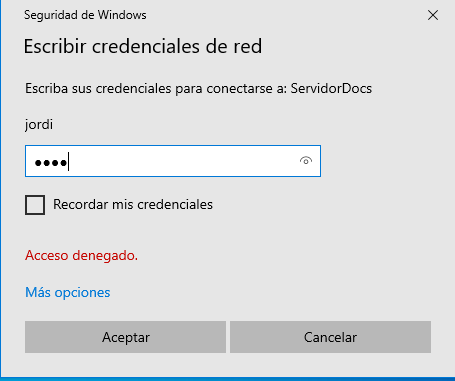 Seguridad de Windows
Escribir credenciales de red
Escriba sus credenciales para conectarse a: ServidorDocs
jordi
●●●●
Recordar mis credenciales
Acceso denegado.
Más opciones
Aceptar
Cancelar